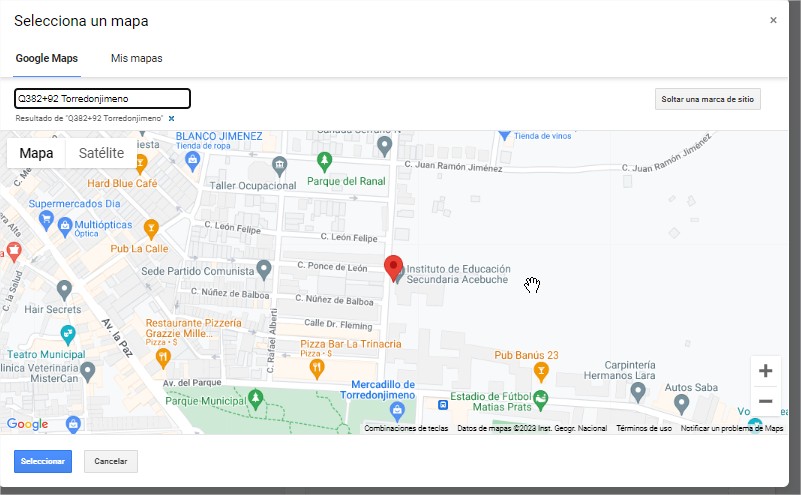 Selecciona un mapa
×
Google Maps
Mis mapas
Q382+92 Torredonjimeno
Resultado de "Q382+92 Torredonjimeno" ×
Soltar una marca de sitio
Mapa
Satélite
BLANCO JIMENEZ
Tienda de ropa
Tienda de vinos
C. Juan Ramón Jiménez
C. Juan Ramón Jiménez
Hard Blue Café
Taller Ocupacional
Parque del Ranal
Supermercados Dia
Multiópticas
Óptica
Pub La Calle
C. León Felipe
C. León Felipe
Sede Partido Comunista
C. Ponce de León
Instituto de Educación
Secundaria Acebuche
C. la Salud
C. Núñez de Balboa
C. Núñez de Balboa
Hair Secrets
Av. la Paz
Restaurante Pizzería
Grazzie Mille...
Pizza • $
C. Rafael Alberti
Calle Dr. Fleming
Teatro Municipal
Pizza Bar La Trinacria
Pizza • $
Pub Banús 23
MisterCan
Av. del Parque
Mercadillo de
Torredonjimeno
Carpintería
Hermanos Lara
Autos Saba
Parque Municipal
Estadio de Fútbol
Matías Prats
+
−
Google
Combinaciones de teclas
Datos de mapas ©2023 Inst. Geogr. Nacional
Términos de uso
Notificar un problema de Maps
Seleccionar
Cancelar